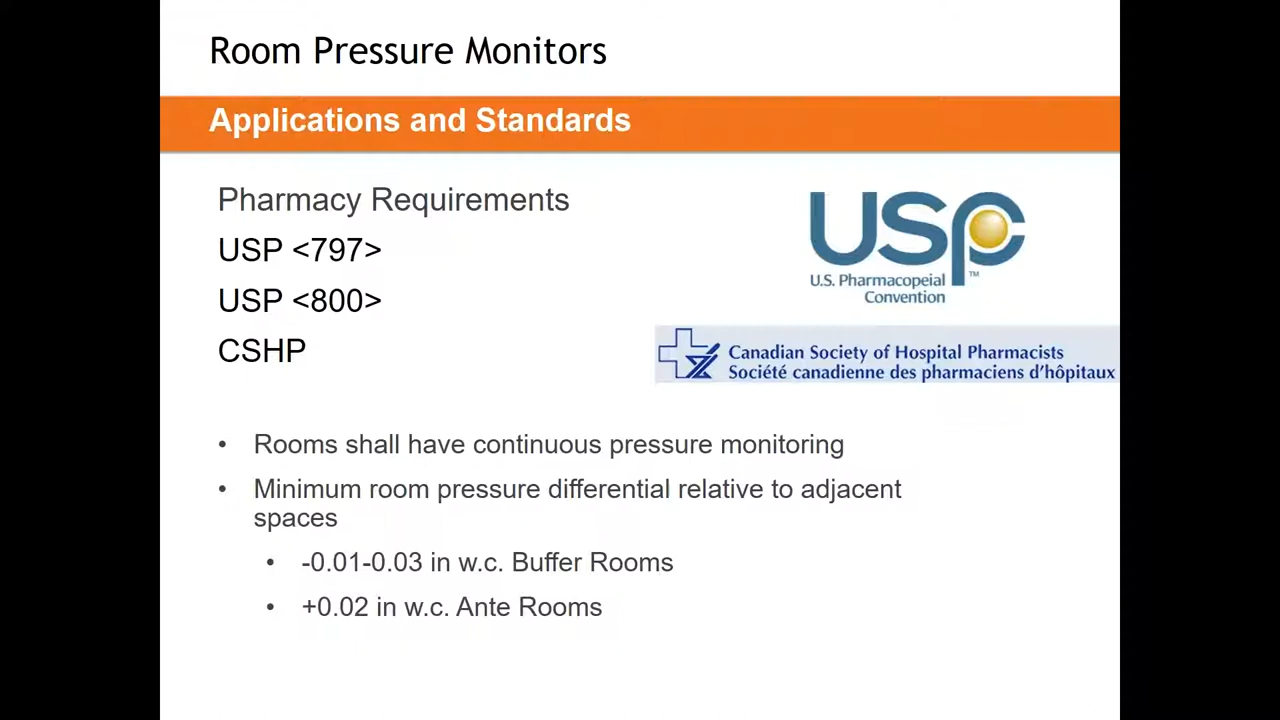 Room Pressure Monitors
Applications and Standards
Pharmacy Requirements
USP <797>
USP <800>
CSHP
USP
U.S. Pharmacopeial
Convention
TM
Canadian Society of Hospital Pharmacists
Société canadienne des pharmaciens d'hôpitaux
• Rooms shall have continuous pressure monitoring
• Minimum room pressure differential relative to adjacent
spaces
• -0.01-0.03 in w.c. Buffer Rooms
• +0.02 in w.c. Ante Rooms